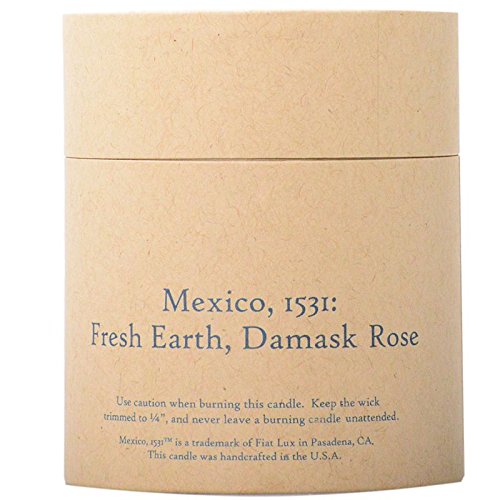 Mexico, 1531:
Fresh Earth, Damask Rose
Use caution when burning this candle. Keep the wick
trimmed to ¼”, and never leave a burning candle unattended.
Mexico, 1531™ is a trademark of Fiat Lux in Pasadena, CA.
This candle was handcrafted in the U.S.A.